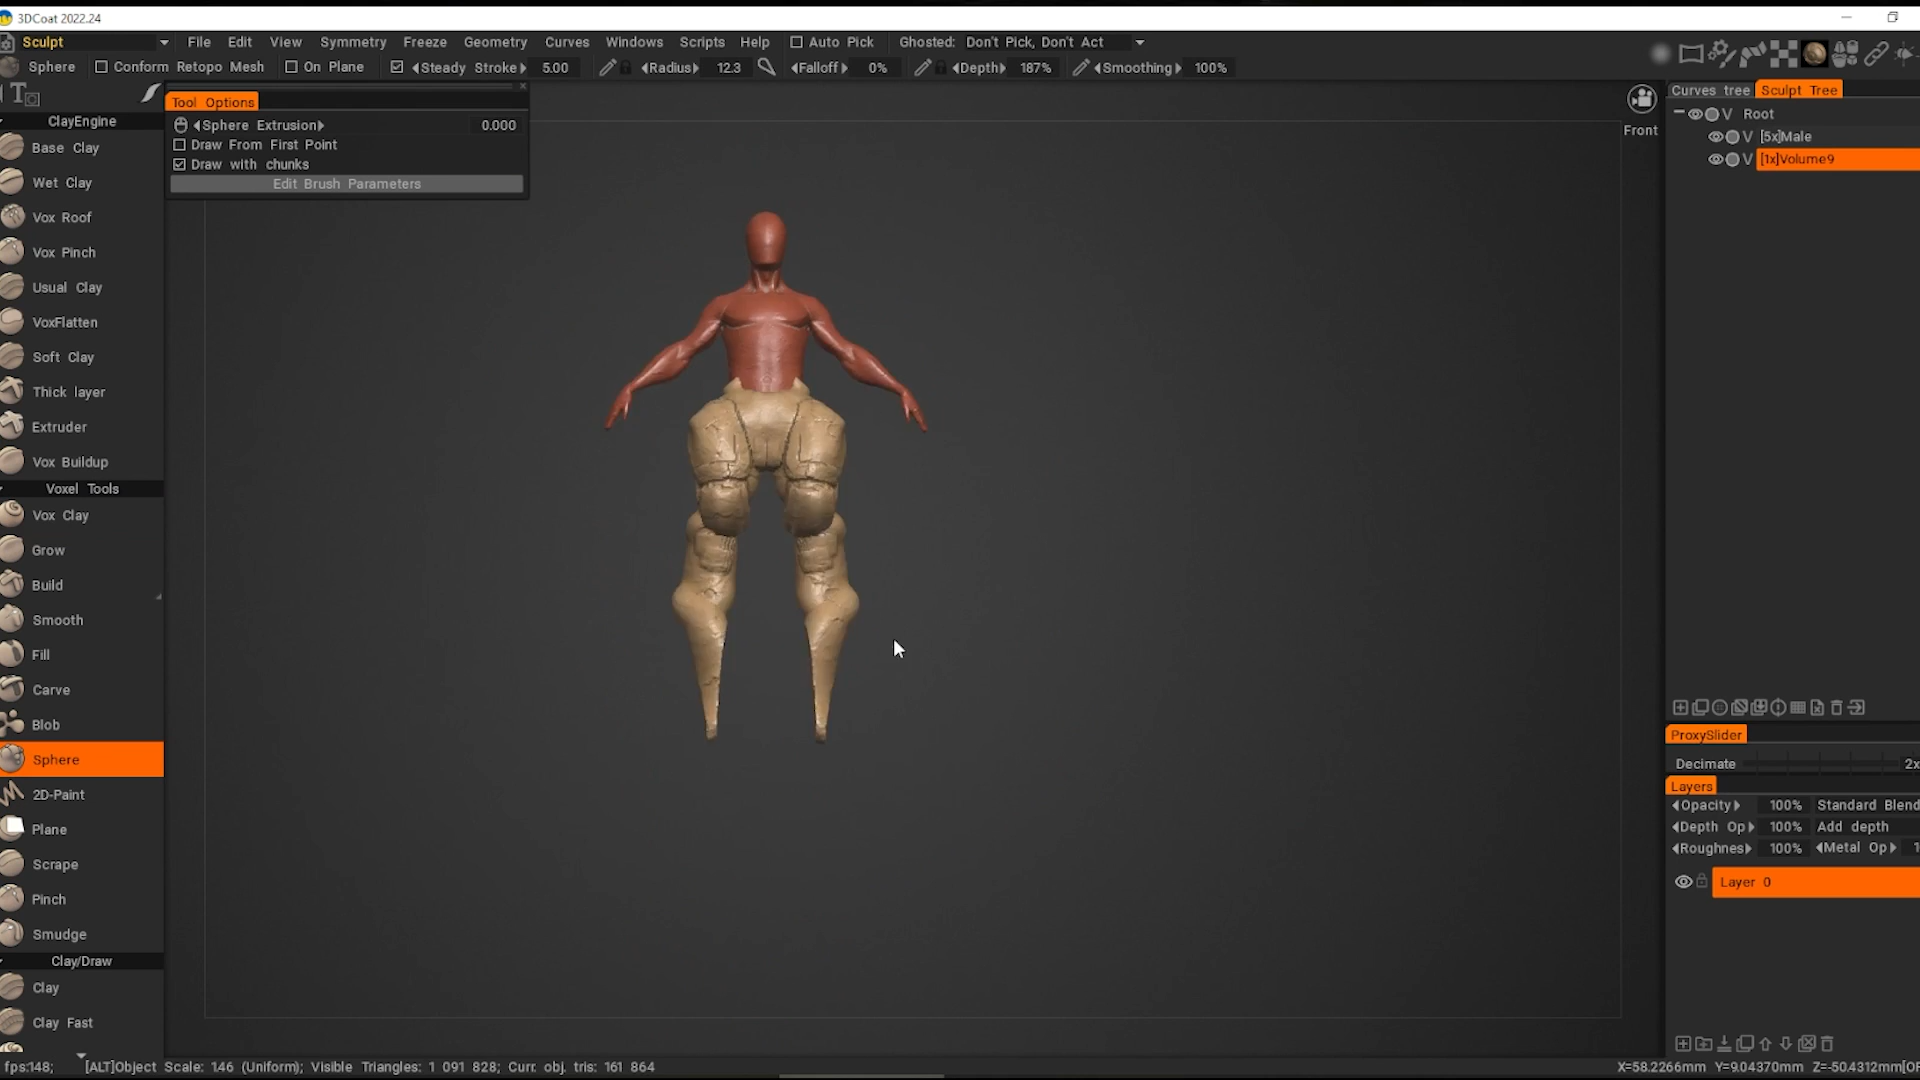 3DCoat 2022.24
Sculpt File Edit View Symmetry Freeze Geometry Curves Windows Scripts Help Auto Pick Ghosted: Don't Pick, Don't Act
Sphere Conform Retopo Mesh On Plane Steady Stroke 5.00 Radius 12.3 Falloff 0% Depth 187% Smoothing 100%
Tool Options
Sphere Extrusion 0.000
Draw From First Point
Draw with chunks
Edit Brush Parameters
ClayEngine
Base Clay
Wet Clay
Vox Roof
Vox Pinch
Usual Clay
VoxFlatten
Soft Clay
Thick layer
Extruder
Vox Buildup
Voxel Tools
Vox Clay
Grow
Build
Smooth
Fill
Carve
Blob
Sphere
2D-Paint
Plane
Scrape
Pinch
Smudge
Clay/Draw
Clay
Clay Fast
Front
Curves tree Sculpt Tree
V Root
V [5x]Male
V [1x]Volume9
ProxySlider
Decimate 2x
Layers
Opacity 100% Standard Blend
Depth Op 100% Add depth
Roughness 100% Metal Op
Layer 0
fps:148; [ALT]Object Scale: 1.46 (Uniform); Visible Triangles: 1 091 828; Curr. obj. tris: 161 864
X=58.2266mm Y=9.04370mm Z=-50.4312mm